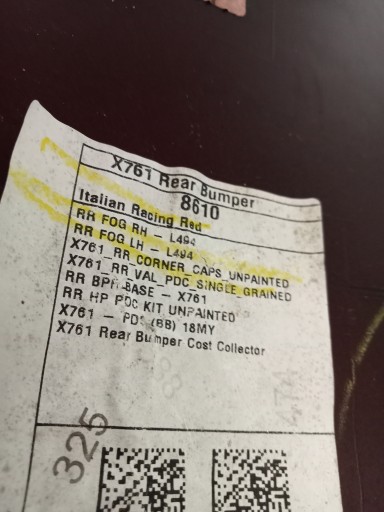 X761 Rear Bumper
8610
Italian Racing Red
RR FOG RH – L494
RR FOG LH – L494
X761_RR_CORNER_CAPS_UNPAINTED
X761_RR_VAL_PDC_SINGLE_GRAINED
RR BPR BASE – X761
RR HP PDC KIT UNPAINTED
X761 – PDC (BB) 18MY
X761 Rear Bumper Cost Collector
325